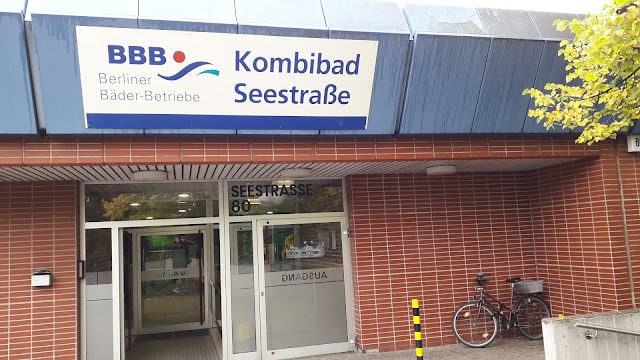 BBB
Berliner
Bäder-Betriebe
Kombibad
Seestraße
SEESTRASSE
80
AUSGANG